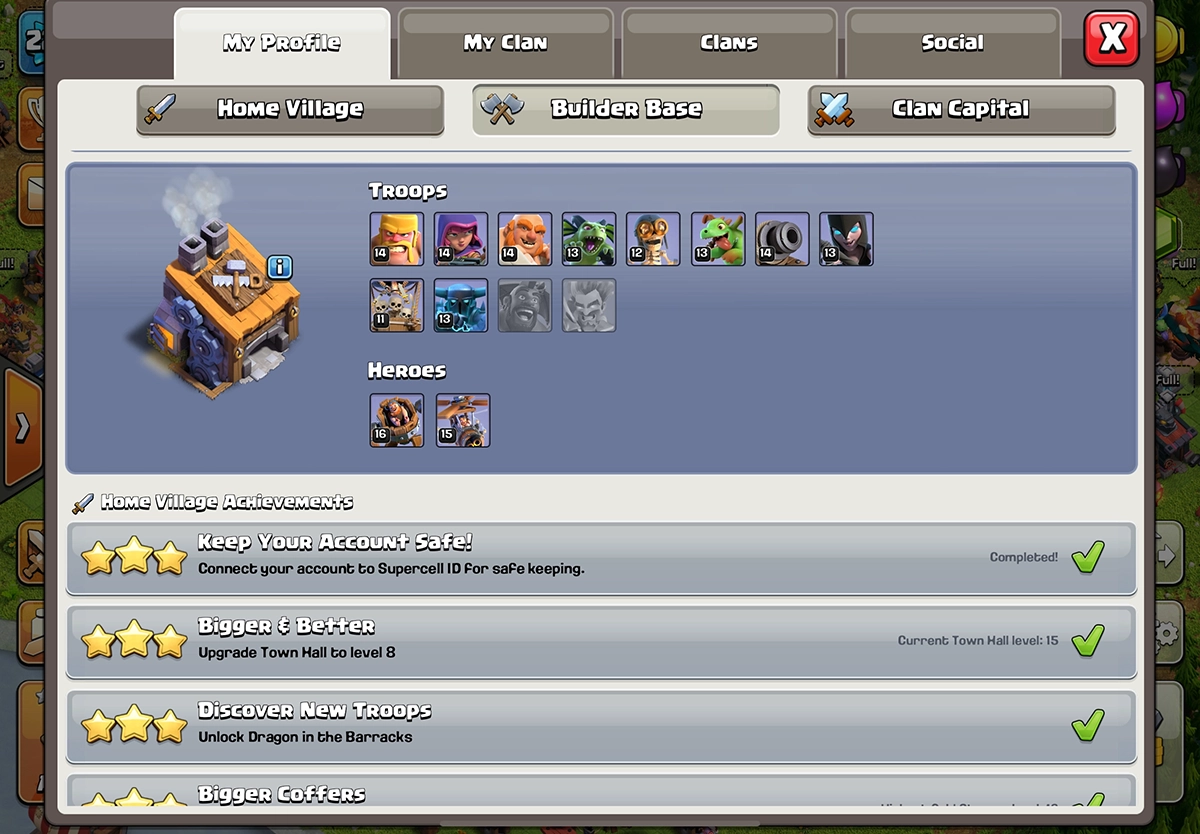 My Profile
My Clan
Clans
Social
X
Home Village
Builder Base
Clan Capital
Troops
14 14 14 13 12 13 14 13
11 13
Heroes
16 15
i
Home Village Achievements
Keep Your Account Safe!
Connect your account to Supercell ID for safe keeping.
Completed!
Bigger & Better
Upgrade Town Hall to level 8
Current Town Hall level: 15
Discover New Troops
Unlock Dragon in the Barracks
Bigger Coffers
Full!
Full!